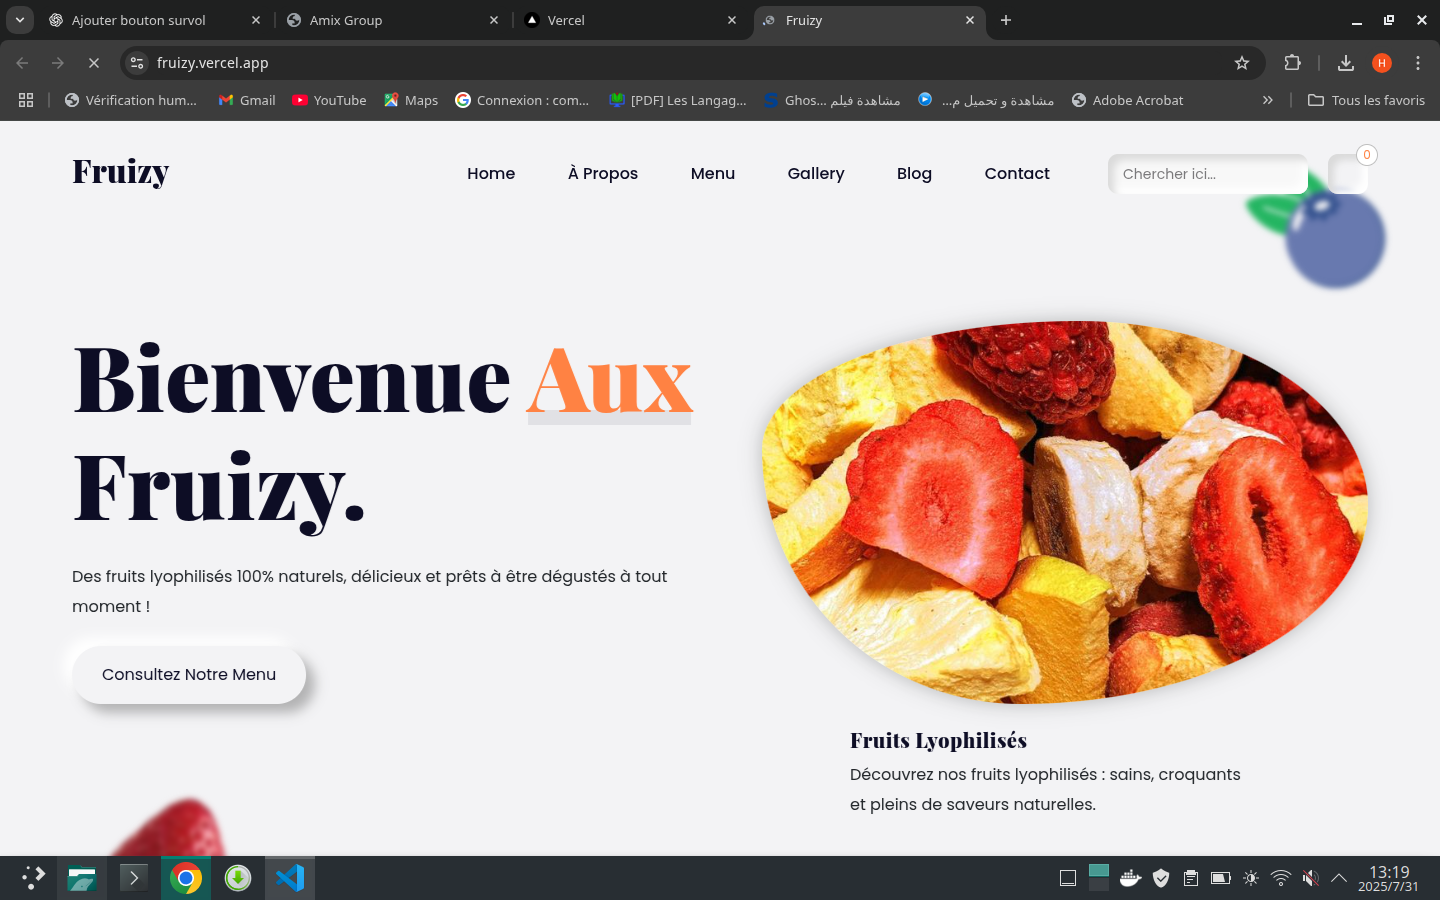 Ajouter bouton survol
Amix Group
Vercel
Fruizy
fruizy.vercel.app
H
Vérification hum...
Gmail
YouTube
Maps
Connexion : com...
[PDF] Les Langag...
Ghos... مشاهدة فيلم
مشاهدة و تحميل م...
Adobe Acrobat
Tous les favoris
Fruizy
Home
À Propos
Menu
Gallery
Blog
Contact
Chercher ici...
0
Bienvenue Aux
Fruizy.
Des fruits lyophilisés 100% naturels, délicieux et prêts à être dégustés à tout
moment !
Consultez Notre Menu
Fruits Lyophilisés
Découvrez nos fruits lyophilisés : sains, croquants
et pleins de saveurs naturelles.
13:19
2025/7/31